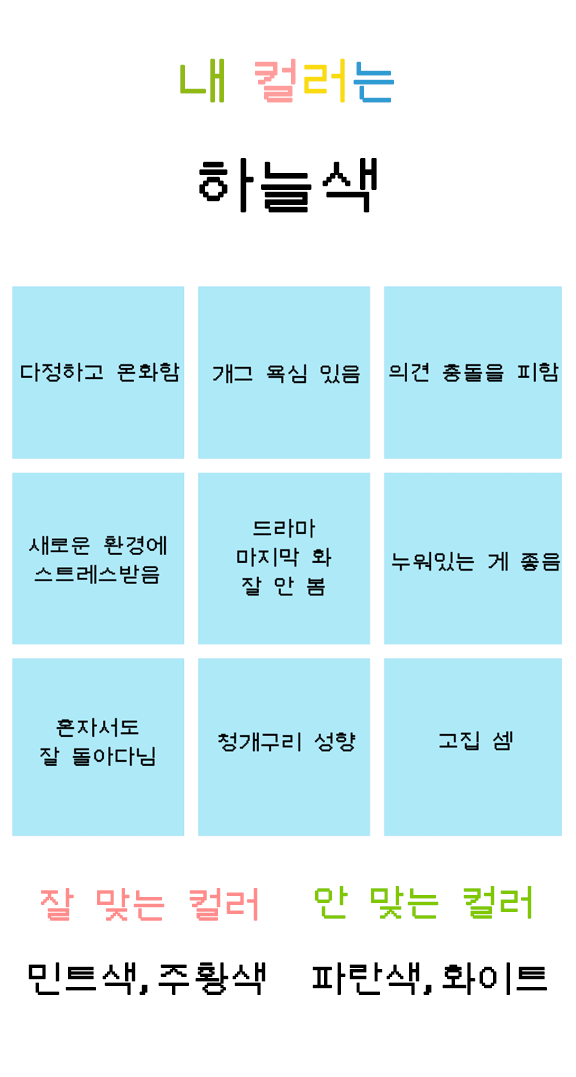 내 컬러는
하늘색
다정하고 온화함
개그 욕심 있음
의견 충돌을 피함
새로운 환경에
스트레스받음
드라마
마지막 화
잘 안 봄
누워있는 게 좋음
혼자서도
잘 돌아다님
청개구리 성향
고집 셈
잘 맞는 컬러
안 맞는 컬러
민트색, 주황색
파란색, 화이트